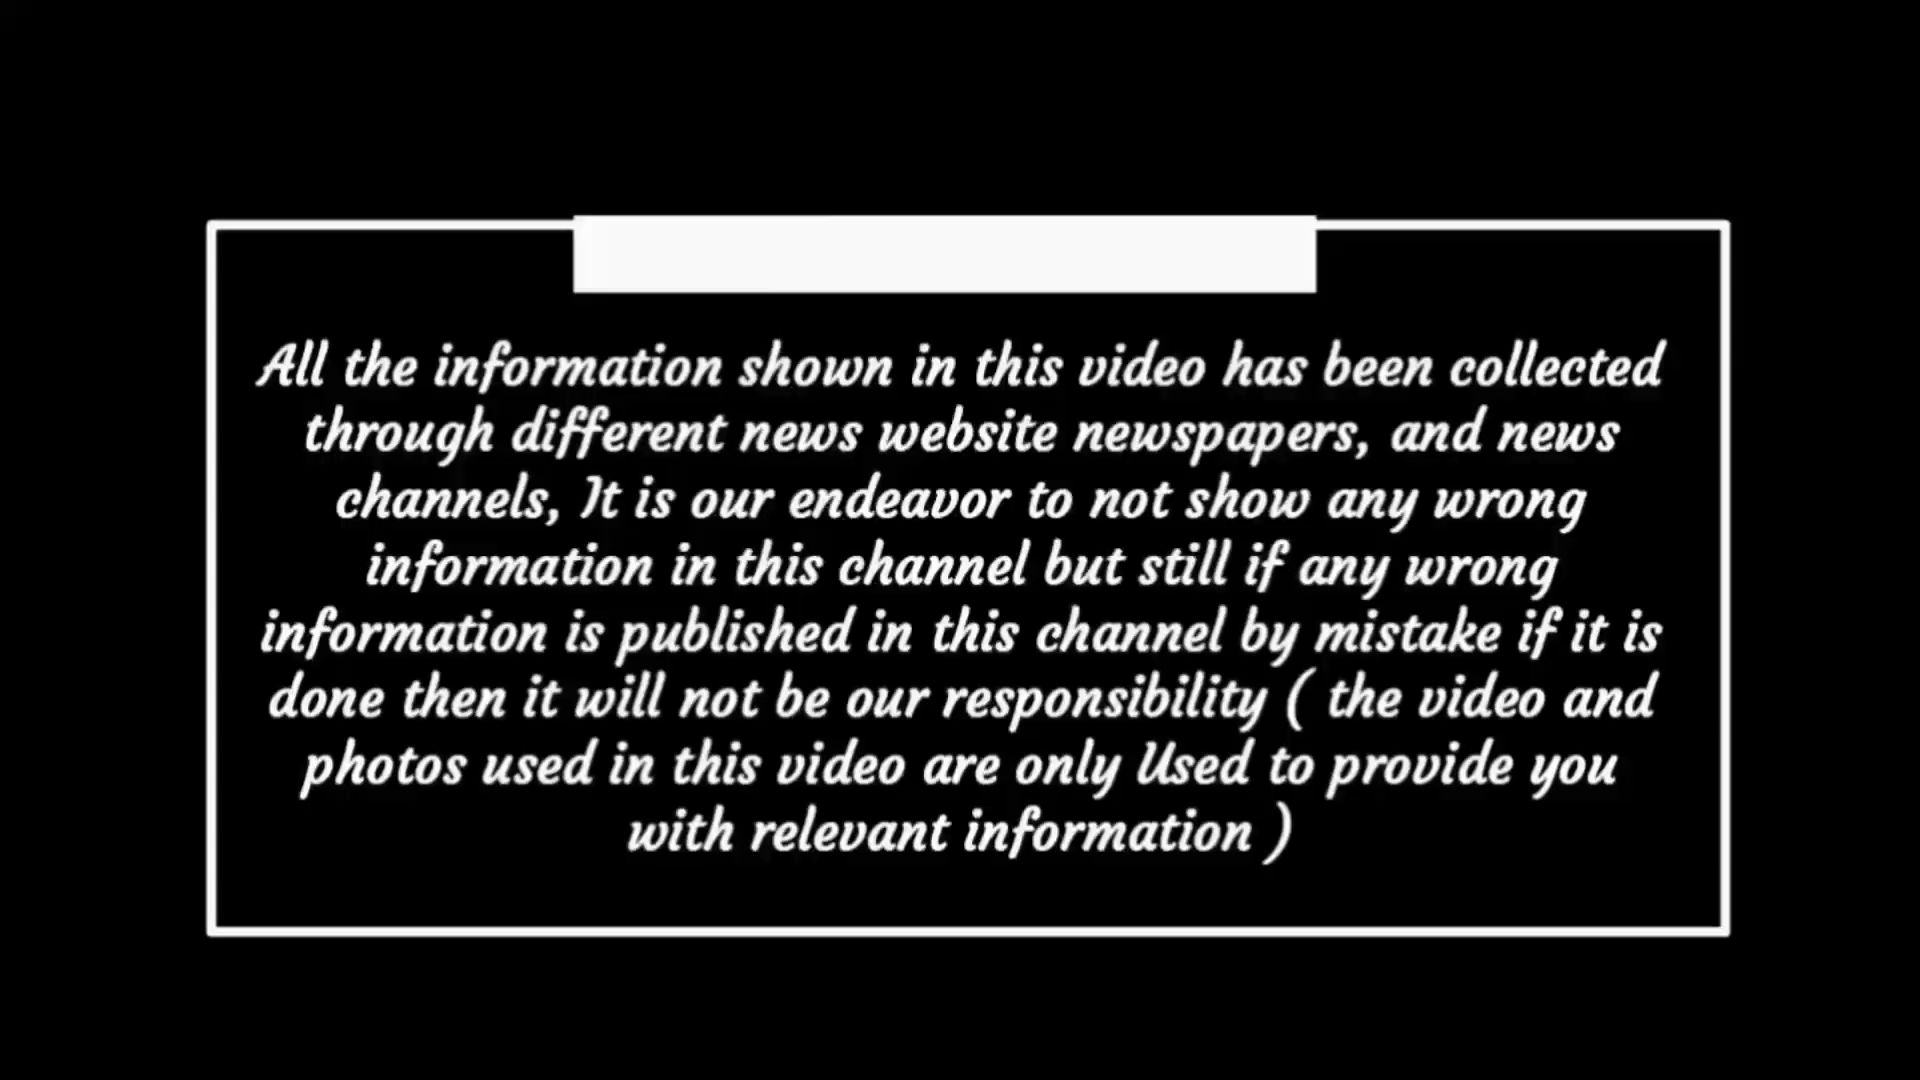 All the information shown in this video has been collected
through different news website newspapers, and news
channels, It is our endeavor to not show any wrong
information in this channel but still if any wrong
information is published in this channel by mistake if it is
done then it will not be our responsibility ( the video and
photos used in this video are only Used to provide you
with relevant information )